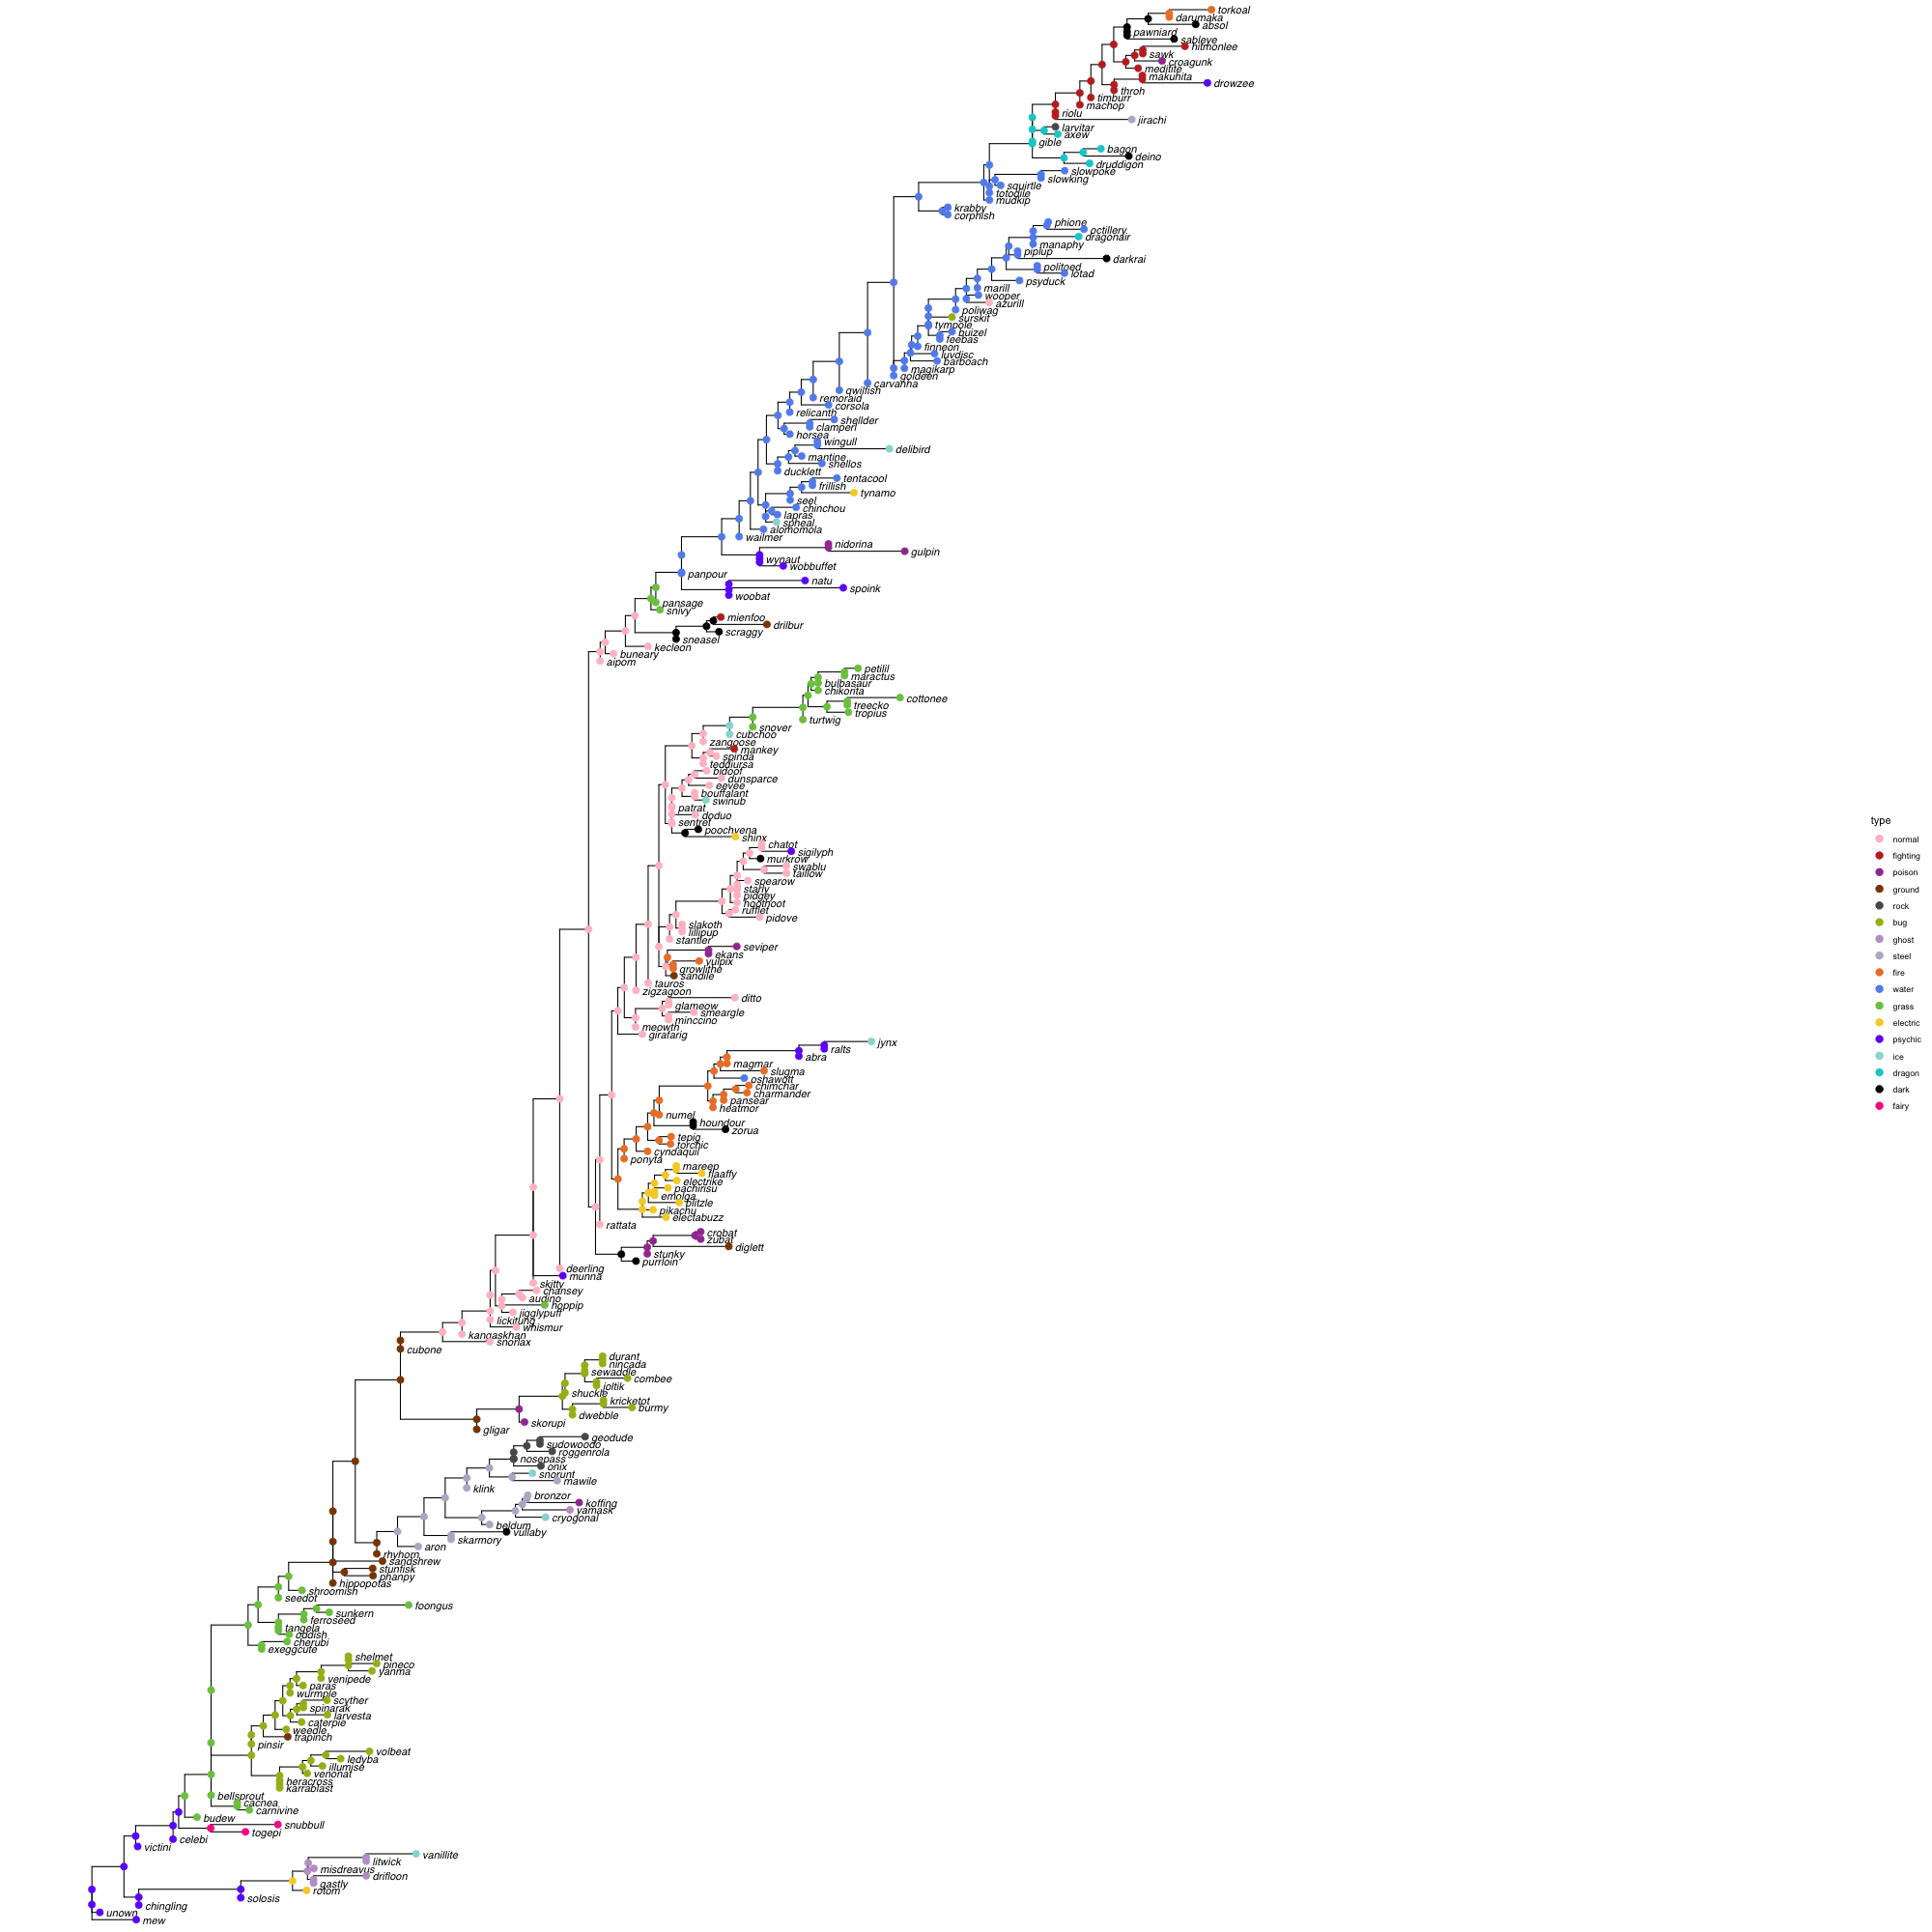 torkoal
darumaka
absol
pawniard
sableye
hitmonlee
sawk
croagunk
meditite
makuhita
drowzee
throh
timburr
machop
riolu
jirachi
larvitar
axew
gible
bagon
deino
druddigon
slowpoke
slowking
squirtle
totodile
mudkip
krabby
corphish
phione
octillery
dragonair
manaphy
piplup
darkrai
politoed
lotad
psyduck
marill
wooper
azurill
poliwag
surskit
tympole
buizel
feebas
finneon
luvdisc
barboach
magikarp
goldeen
carvanha
qwilfish
remoraid
corsola
relicanth
shellder
clamperl
horsea
wingull
delibird
mantine
shellos
ducklett
tentacool
frillish
tynamo
seel
chinchou
lapras
spheal
alomomola
wailmer
nidorina
gulpin
wynaut
wobbuffet
panpour
natu
spoink
woobat
pansage
snivy
mienfoo
drilbur
scraggy
sneasel
kecleon
buneary
aipom
petilil
maractus
bulbasaur
chikorita
cottonee
treecko
tropius
turtwig
snover
cubchoo
zangoose
mankey
spinda
teddiursa
bidoof
dunsparce
eevee
bouffalant
swinub
patrat
doduo
sentret
poochyena
shinx
chatot
sigilyph
murkrow
swablu
taillow
spearow
starly
pidgey
hoothoot
rufflet
pidove
slakoth
lillipup
stantler
seviper
ekans
vulpix
growlithe
sandile
tauros
zigzagoon
ditto
glameow
smeargle
minccino
meowth
girafarig
jynx
ralts
abra
magmar
slugma
oshawott
chimchar
charmander
pansear
heatmor
numel
houndour
zorua
tepig
torchic
cyndaquil
ponyta
mareep
flaaffy
electrike
pachirisu
emolga
blitzle
pikachu
electabuzz
rattata
crobat
zubat
diglett
stunky
purrloin
deerling
munna
skitty
chansey
audino
hoppip
jigglypuff
lickitung
whismur
kangaskhan
snorlax
cubone
durant
nincada
sewaddle
combee
joltik
shuckle
kricketot
burmy
dwebble
skorupi
gligar
geodude
sudowoodo
roggenrola
nosepass
onix
snorunt
mawile
klink
bronzor
koffing
yamask
cryogonal
beldum
vullaby
skarmory
aron
rhyhorn
sandshrew
stunfisk
phanpy
hippopotas
shroomish
seedot
foongus
sunkern
ferroseed
tangela
oddish
cherubi
exeggcute
shelmet
pineco
yanma
venipede
paras
wurmple
scyther
spinarak
larvesta
caterpie
weedle
trapinch
pinsir
volbeat
ledyba
illumise
venonat
heracross
karrablast
bellsprout
cacnea
carnivine
budew
snubbull
togepi
celebi
victini
vanillite
litwick
misdreavus
drifloon
gastly
rotom
solosis
chingling
unown
mew
type
normal
fighting
poison
ground
rock
bug
ghost
steel
fire
water
grass
electric
psychic
ice
dragon
dark
fairy